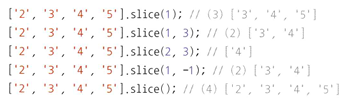 ['2', '3', '4', '5'].slice(1); // (3) ['3', '4', '5']
['2', '3', '4', '5'].slice(1, 3); // (2) ['3', '4']
['2', '3', '4', '5'].slice(2, 3); // ['4']
['2', '3', '4', '5'].slice(1, -1); // (2) ['3', '4']
['2', '3', '4', '5'].slice(); // (4) ['2', '3', '4', '5']